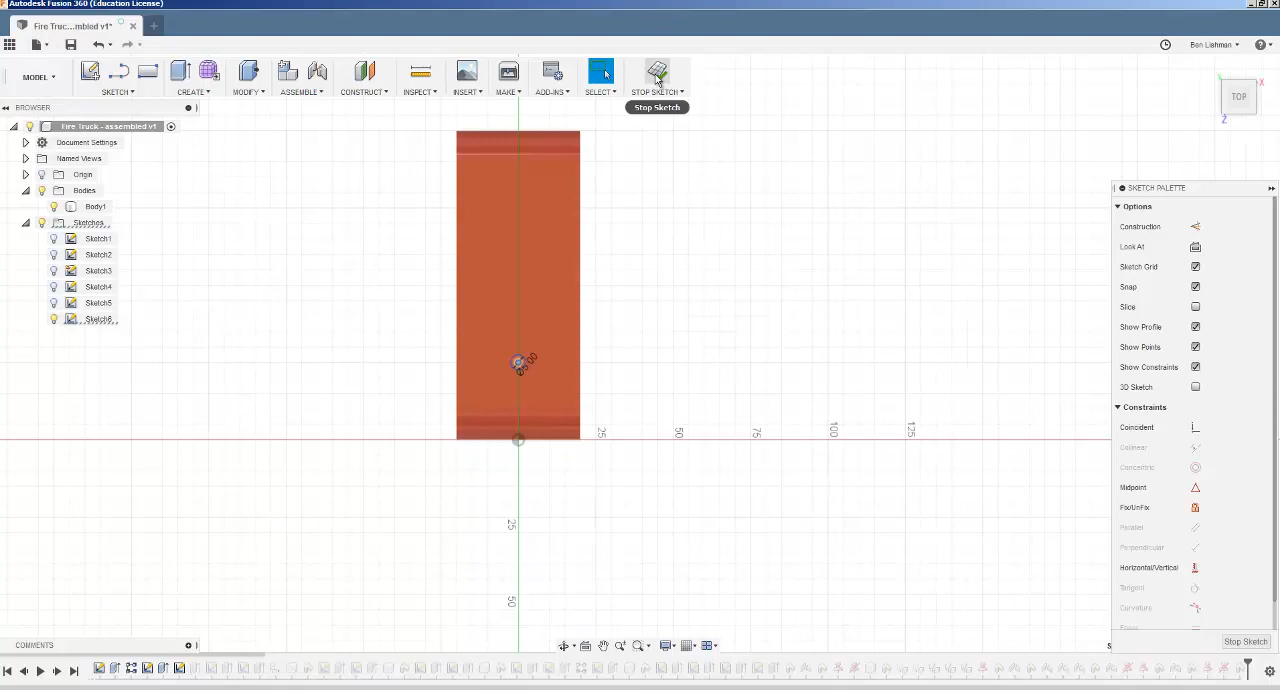 Autodesk Fusion 360 (Education License)
Fire Truc...mbled v1*
Ben Liehman
MODEL
SKETCH
CREATE
MODIFY
ASSEMBLE
CONSTRUCT
INSPECT
INSERT
MAKE
ADD-INS
SELECT
STOP SKETCH
Stop Sketch
TOP
X
Z
BROWSER
Fire Truck - assembled v1
Document Settings
Named Views
Origin
Bodies
Body1
Sketches
Sketch1
Sketch2
Sketch3
Sketch4
Sketch5
Sketch6
25
50
75
100
125
25
50
SKETCH PALETTE
Options
Construction
Look At
Sketch Grid
Snap
Slice
Show Profile
Show Points
Show Constraints
3D Sketch
Constraints
Coincident
Colinear
Concentric
Midpoint
Fix/UnFix
Parallel
Perpendicular
Horizontal/Vertical
Tangent
Curvature
Stop Sketch
COMMENTS